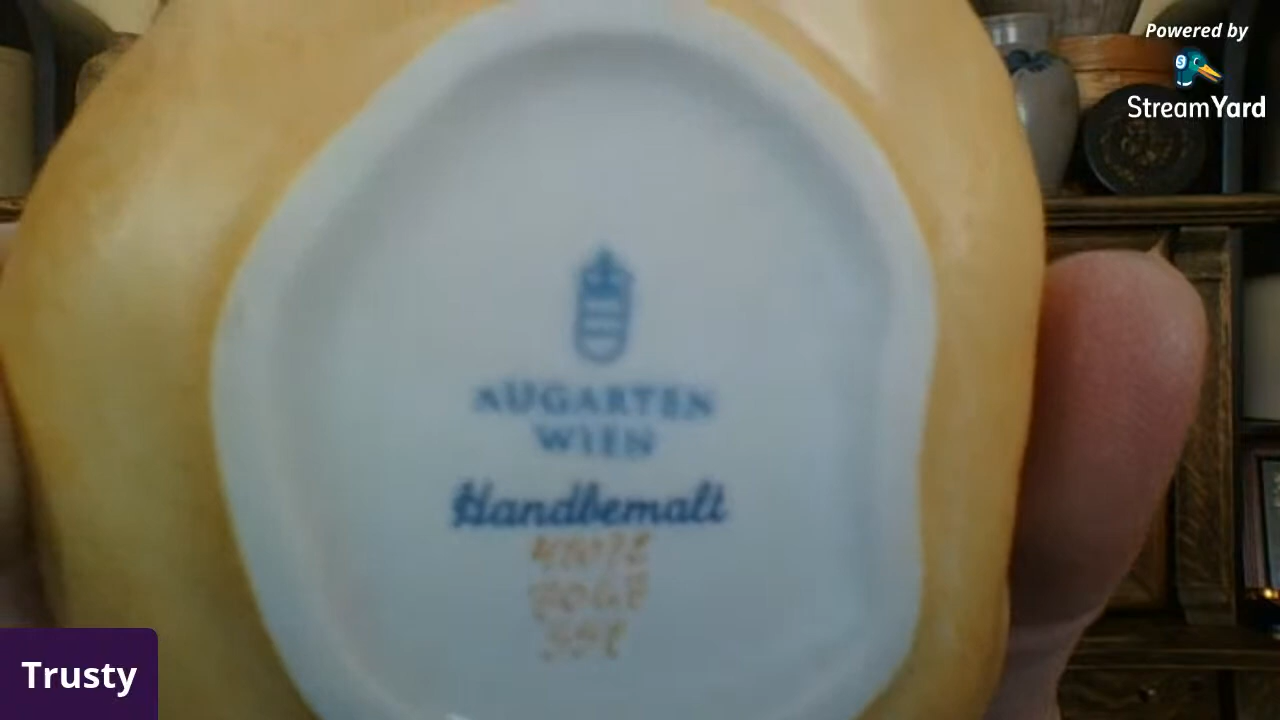 Powered by
StreamYard
AUGARTEN
WIEN
Handbemalt
Trusty